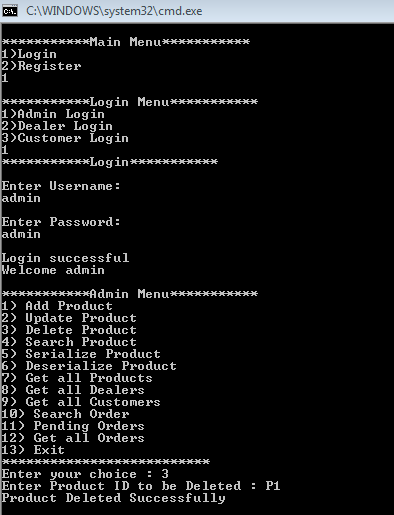 C:\WINDOWS\system32\cmd.exe
***********Main Menu***********
1)Login
2)Register
1
***********Login Menu***********
1)Admin Login
2)Dealer Login
3)Customer Login
1
***********Login***********
Enter Username:
admin
Enter Password:
admin
Login successful
Welcome admin
***********Admin Menu***********
1) Add Product
2) Update Product
3) Delete Product
4) Search Product
5) Serialize Product
6) Deserialize Product
7) Get all Products
8) Get all Dealers
9) Get all Customers
10) Search Order
11) Pending Orders
12) Get all Orders
13) Exit
**************************
Enter your choice : 3
Enter Product ID to be Deleted : P1
Product Deleted Successfully